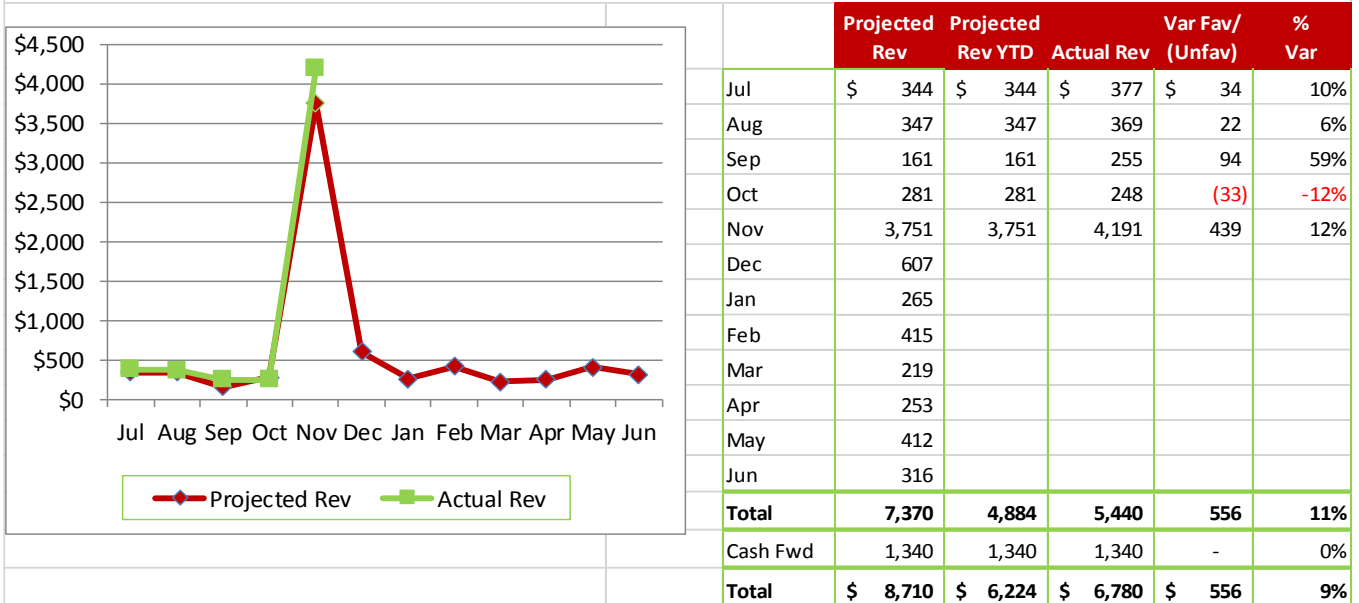 $4,500
$4,000
$3,500
$3,000
$2,500
$2,000
$1,500
$1,000
$500
$0
Jul Aug Sep Oct Nov Dec Jan Feb Mar Apr May Jun
Projected Rev Actual Rev
Projected Projected Var Fav/ %
Rev Rev YTD Actual Rev (Unfav) Var
Jul $ 344 $ 344 $ 377 $ 34 10%
Aug 347 347 369 22 6%
Sep 161 161 255 94 59%
Oct 281 281 248 (33) -12%
Nov 3,751 3,751 4,191 439 12%
Dec 607
Jan 265
Feb 415
Mar 219
Apr 253
May 412
Jun 316
Total 7,370 4,884 5,440 556 11%
Cash Fwd 1,340 1,340 1,340 - 0%
Total $ 8,710 $ 6,224 $ 6,780 $ 556 9%